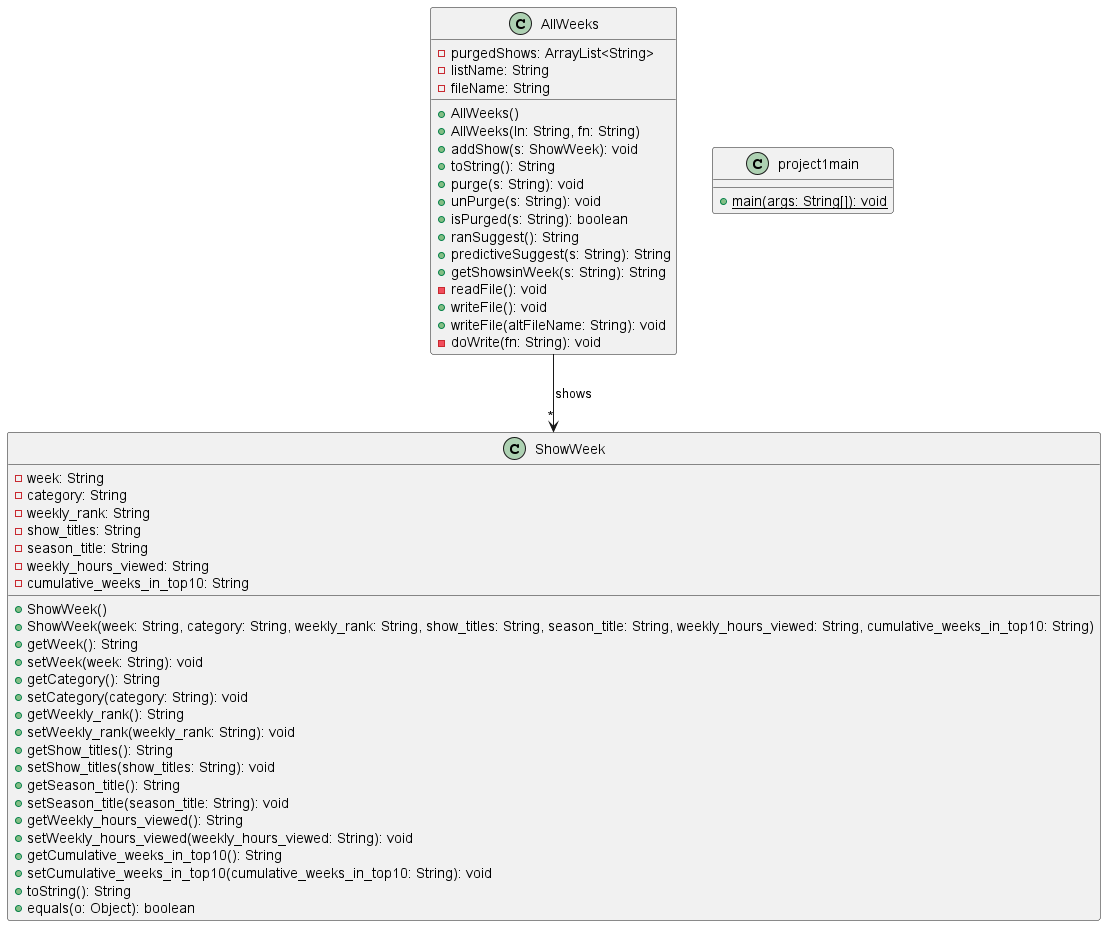 C AllWeeks
purgedShows: ArrayList<String>
listName: String
fileName: String
AllWeeks()
AllWeeks(ln: String, fn: String)
addShow(s: ShowWeek): void
toString(): String
purge(s: String): void
unPurge(s: String): void
isPurged(s: String): boolean
ranSuggest(): String
predictiveSuggest(s: String): String
getShowsinWeek(s: String): String
readFile(): void
writeFile(): void
writeFile(altFileName: String): void
doWrite(fn: String): void
C project1main
main(args: String[]): void
shows
*
C ShowWeek
week: String
category: String
weekly_rank: String
show_titles: String
season_title: String
weekly_hours_viewed: String
cumulative_weeks_in_top10: String
ShowWeek()
ShowWeek(week: String, category: String, weekly_rank: String, show_titles: String, season_title: String, weekly_hours_viewed: String, cumulative_weeks_in_top10: String)
getWeek(): String
setWeek(week: String): void
getCategory(): String
setCategory(category: String): void
getWeekly_rank(): String
setWeekly_rank(weekly_rank: String): void
getShow_titles(): String
setShow_titles(show_titles: String): void
getSeason_title(): String
setSeason_title(season_title: String): void
getWeekly_hours_viewed(): String
setWeekly_hours_viewed(weekly_hours_viewed: String): void
getCumulative_weeks_in_top10(): String
setCumulative_weeks_in_top10(cumulative_weeks_in_top10: String): void
toString(): String
equals(o: Object): boolean